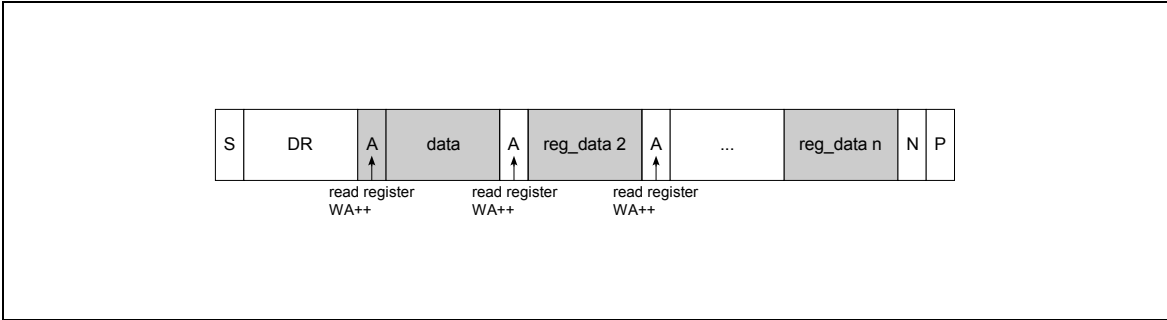 S DR A data A reg_data 2 A ... reg_data n N P
read register read register read register
WA++ WA++ WA++